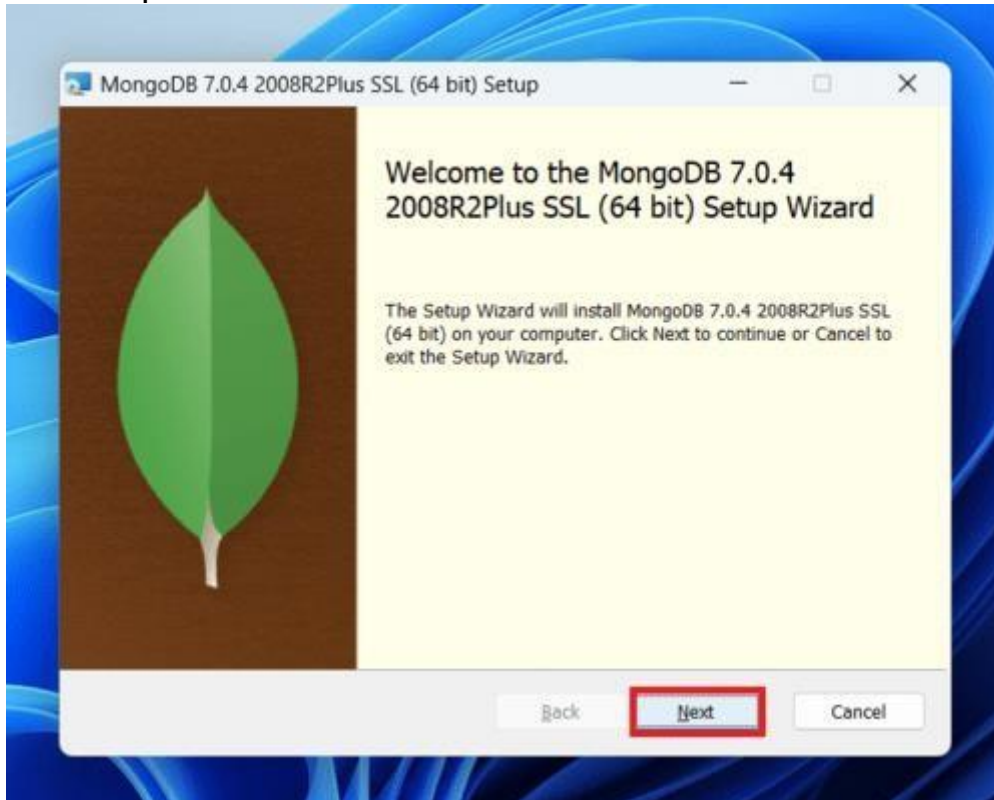 MongoDB 7.0.4 2008R2Plus SSL (64 bit) Setup
Welcome to the MongoDB 7.0.4
2008R2Plus SSL (64 bit) Setup Wizard
The Setup Wizard will install MongoDB 7.0.4 2008R2Plus SSL
(64 bit) on your computer. Click Next to continue or Cancel to
exit the Setup Wizard.
Back Next Cancel